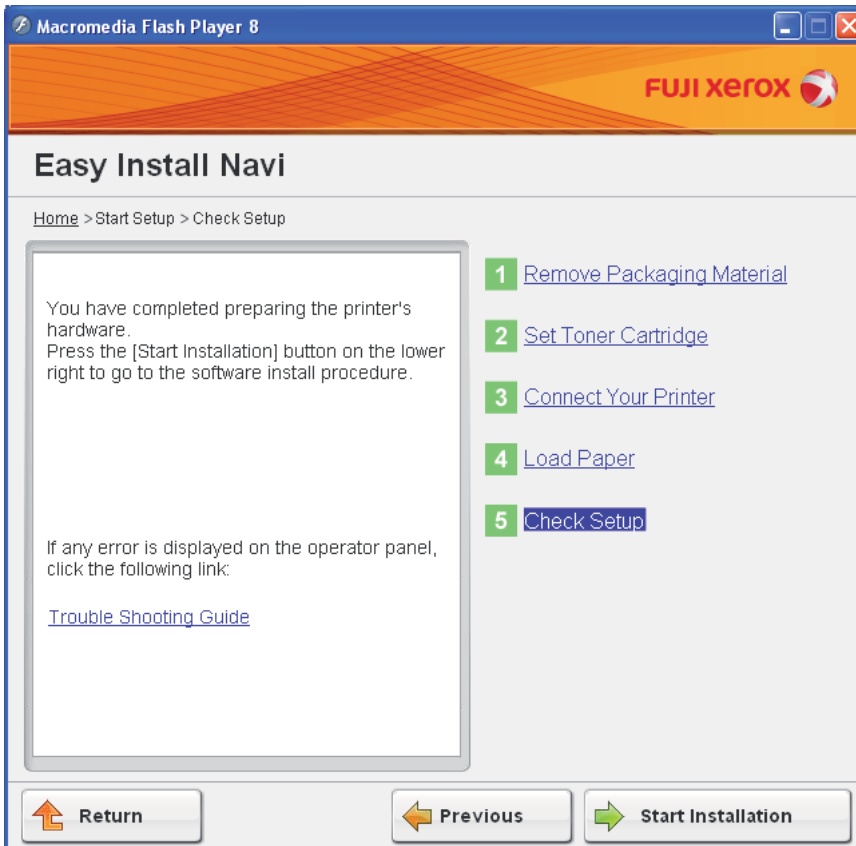 Macromedia Flash Player 8
FUJI xerox
Easy Install Navi
Home > Start Setup > Check Setup
You have completed preparing the printer's
hardware.
Press the [Start Installation] button on the lower
right to go to the software install procedure.
If any error is displayed on the operator panel,
click the following link:
Trouble Shooting Guide
1 Remove Packaging Material
2 Set Toner Cartridge
3 Connect Your Printer
4 Load Paper
5 Check Setup
Return
Previous
Start Installation